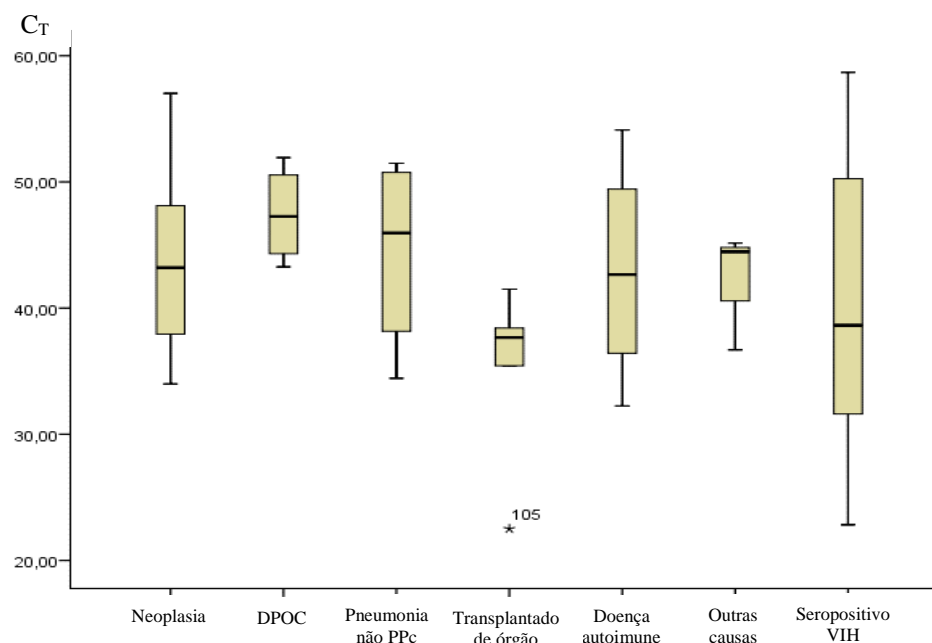 CT
60,00
50,00
40,00
30,00
20,00
105
Neoplasia
DPOC
Pneumonia
não PPc
Transplantado
de órgão
Doença
autoimune
Outras
causas
Seropositivo
VIH